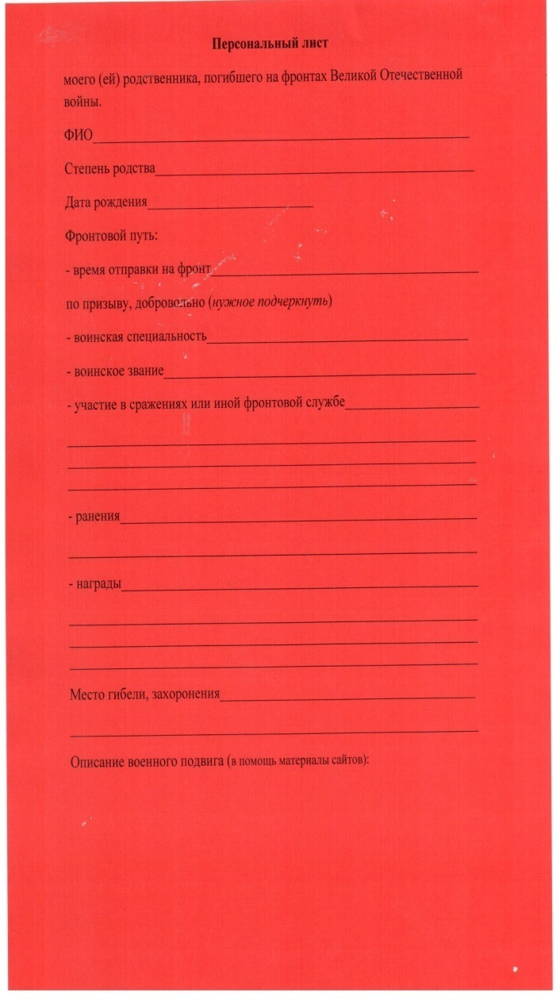 Персональный лист
моего (ей) родственника, погибшего на фронтах Великой Отечественной
войны.
ФИО
Степень родства
Дата рождения
Фронтовой путь:
- время отправки на фронт
по призыву, добровольно (нужное подчеркнуть)
- воинская специальность
- воинское звание
- участие в сражениях или иной фронтовой службе
- ранения
- награды
Место гибели, захоронения
Описание военного подвига (в помощь материалы сайтов):